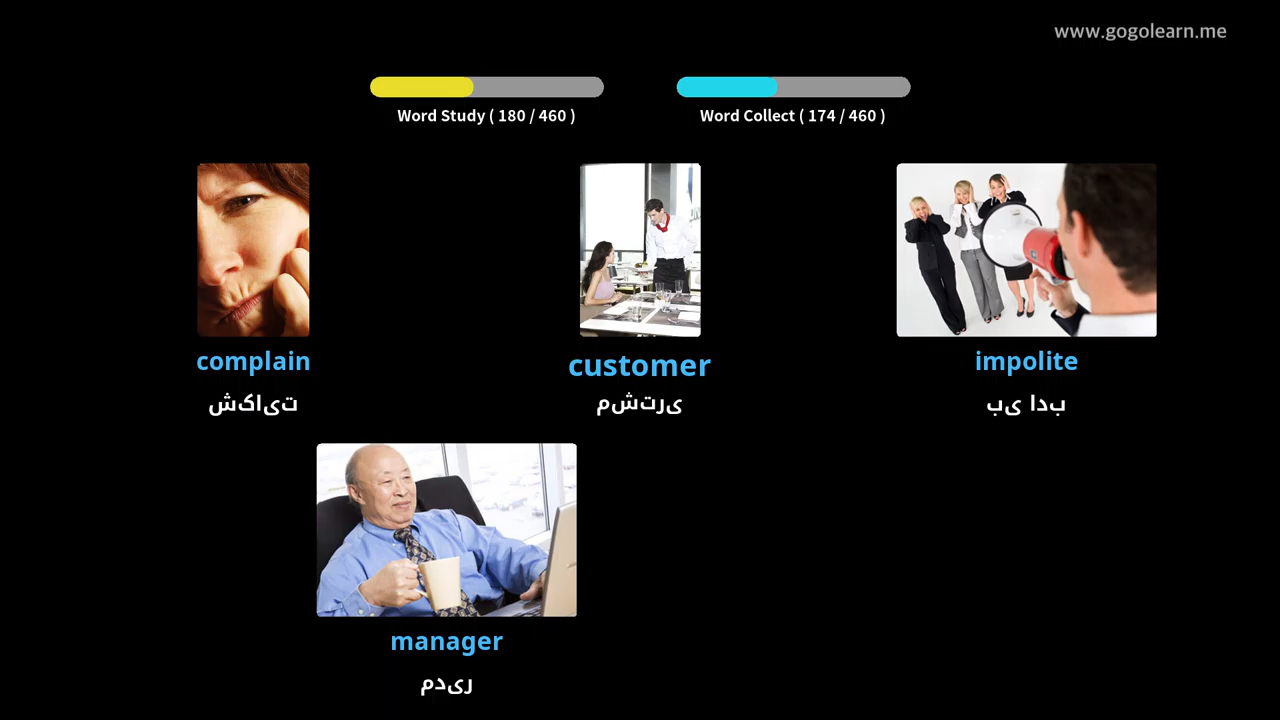 www.gogolearn.me
Word Study ( 180 / 460 )
Word Collect ( 174 / 460 )
complain
customer
impolite
تیاکش
یرتشم
بدا یب
manager
ریدم